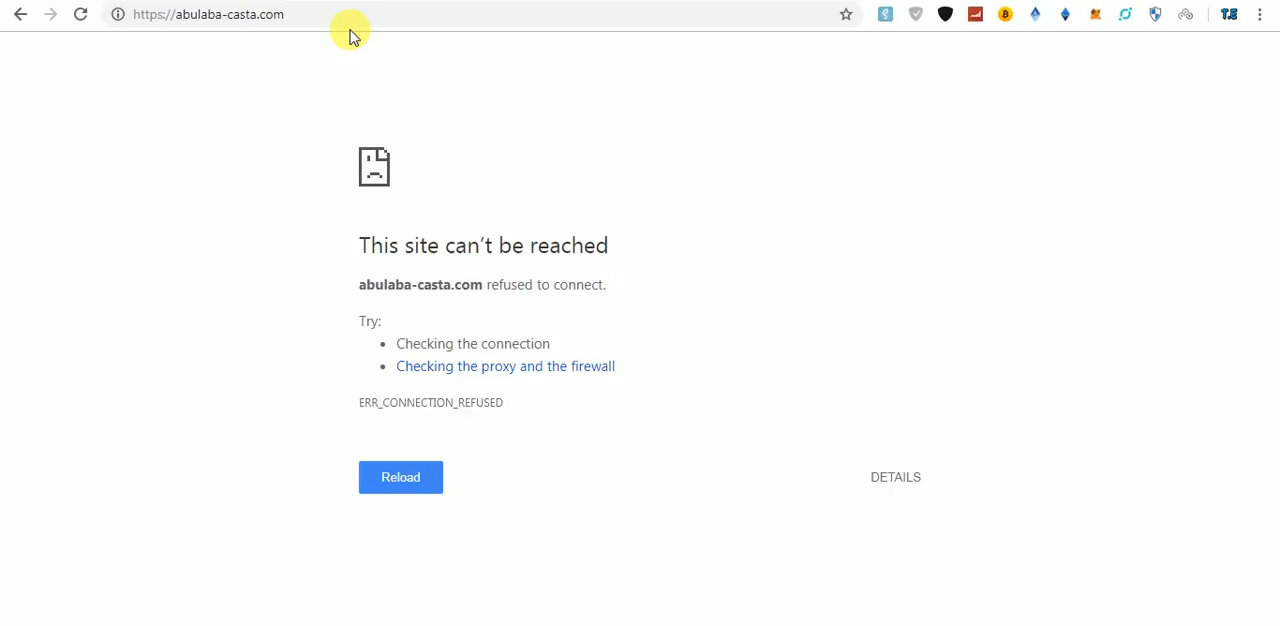 https://abulaba-casta.com
T.E
This site can’t be reached
abulaba-casta.com refused to connect.
Try:
Checking the connection
Checking the proxy and the firewall
ERR_CONNECTION_REFUSED
Reload
DETAILS